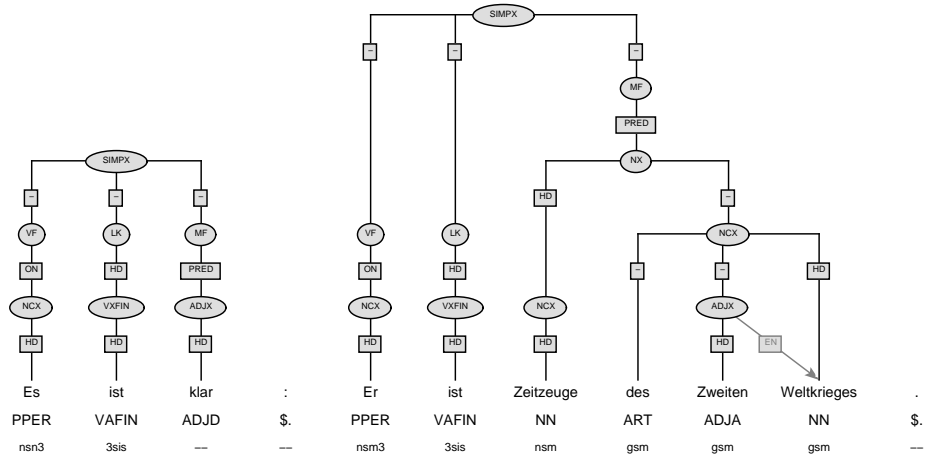 SIMPX
– –
MF
PRED
SIMPX NX
– – – HD –
VF LK MF VF LK NCX
ON HD PRED ON HD – – HD
NCX VXFIN ADJX NCX VXFIN NCX ADJX
HD HD HD HD HD HD HD EN
Es ist klar : Er ist Zeitzeuge des Zweiten Weltkrieges .
PPER VAFIN ADJD $. PPER VAFIN NN ART ADJA NN $.
nsn3 3sis –– –– nsm3 3sis nsm gsm gsm gsm ––